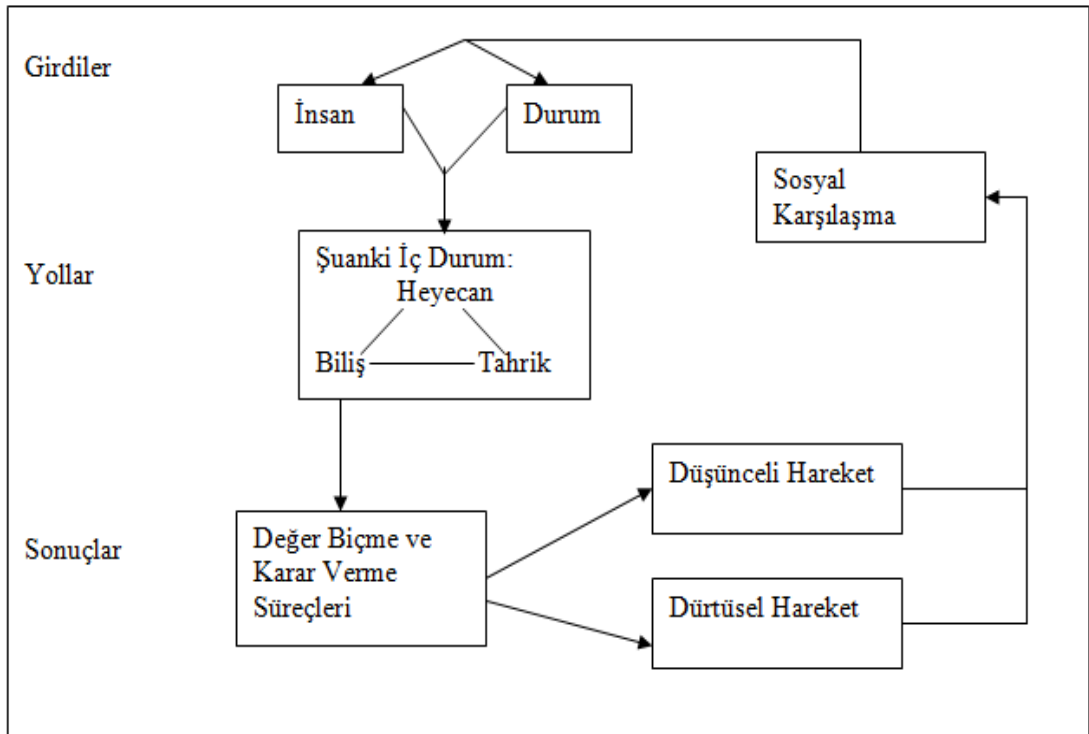 Girdiler
İnsan
Durum
Sosyal
Karşılaşma
Yollar
Şuanki İç Durum:
Heyecan
Biliş
Tahrik
Sonuçlar
Değer Biçme ve
Karar Verme
Süreçleri
Düşünceli Hareket
Dürtüsel Hareket